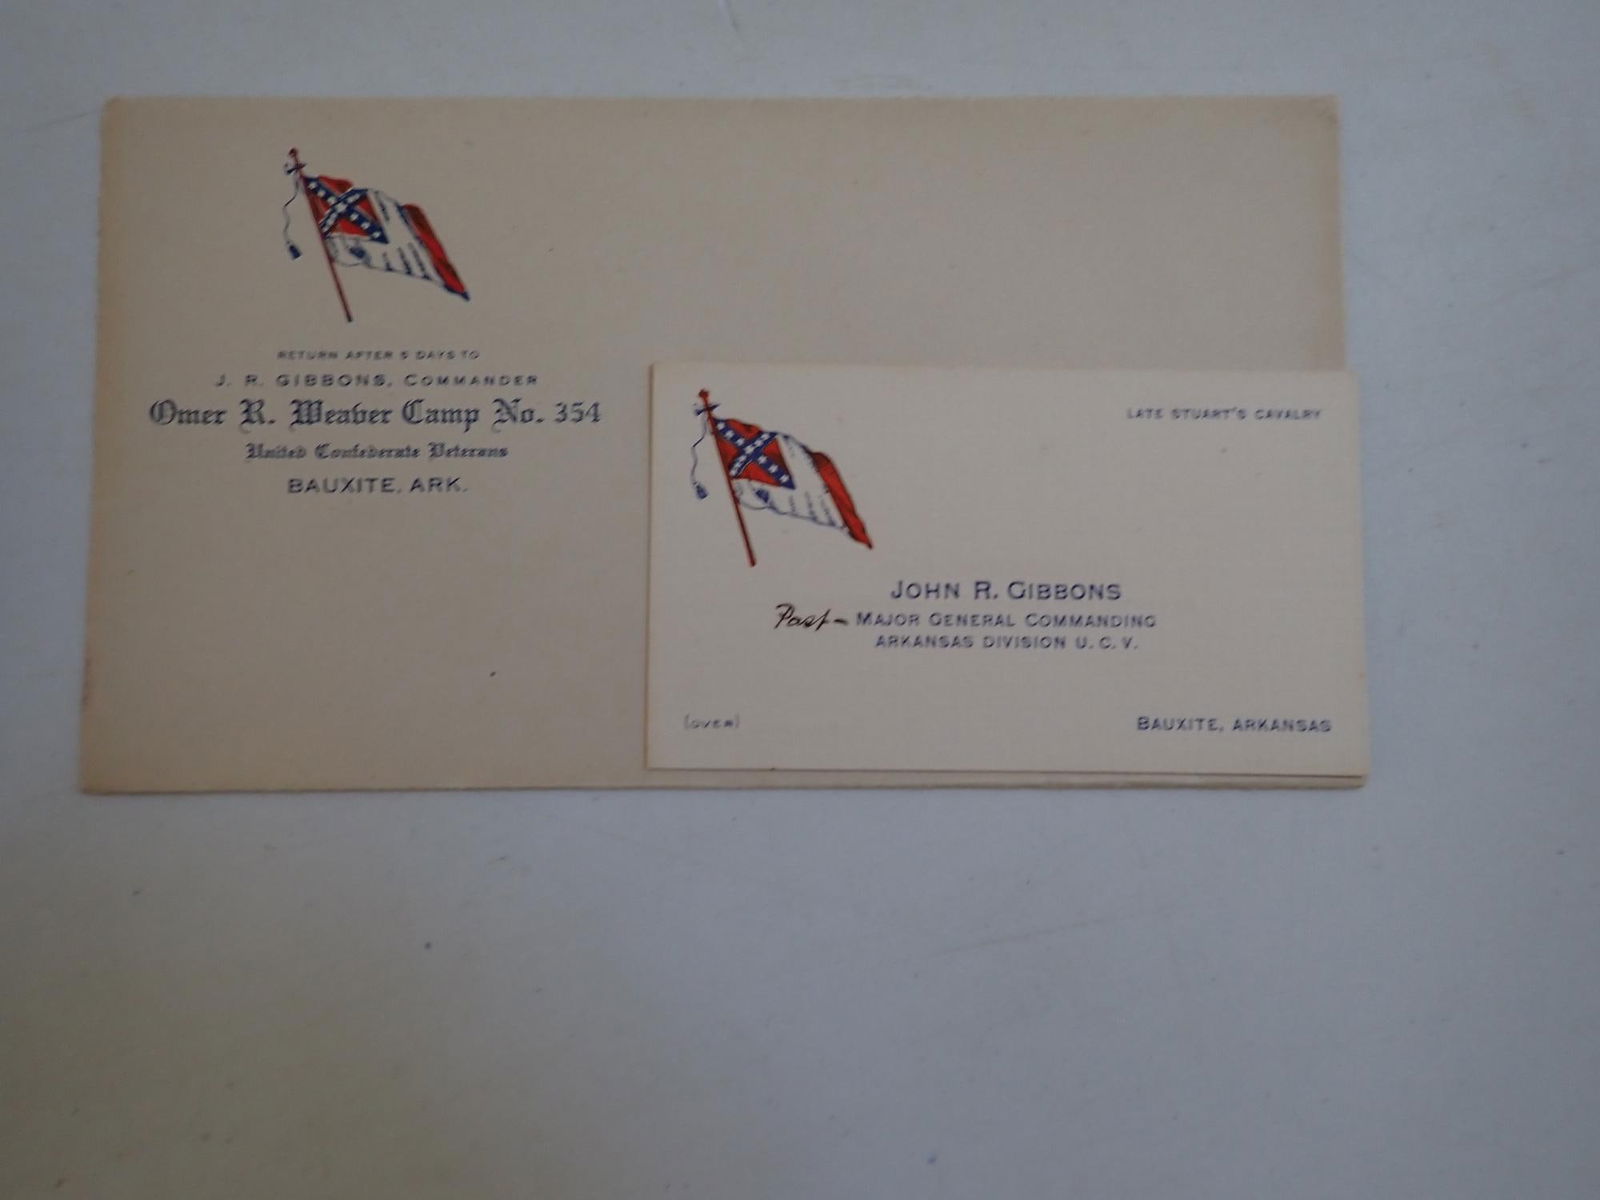 RETURN AFTER 5 DAYS TO
J. R. GIBBONS, COMMANDER
Omer R. Weaver Camp No. 354
United Confederate Veterans
BAUXITE, ARK.
LATE STUART'S CAVALRY
JOHN R. GIBBONS
Past - MAJOR GENERAL COMMANDING
ARKANSAS DIVISION U. C. V.
(OVER)
BAUXITE, ARKANSAS